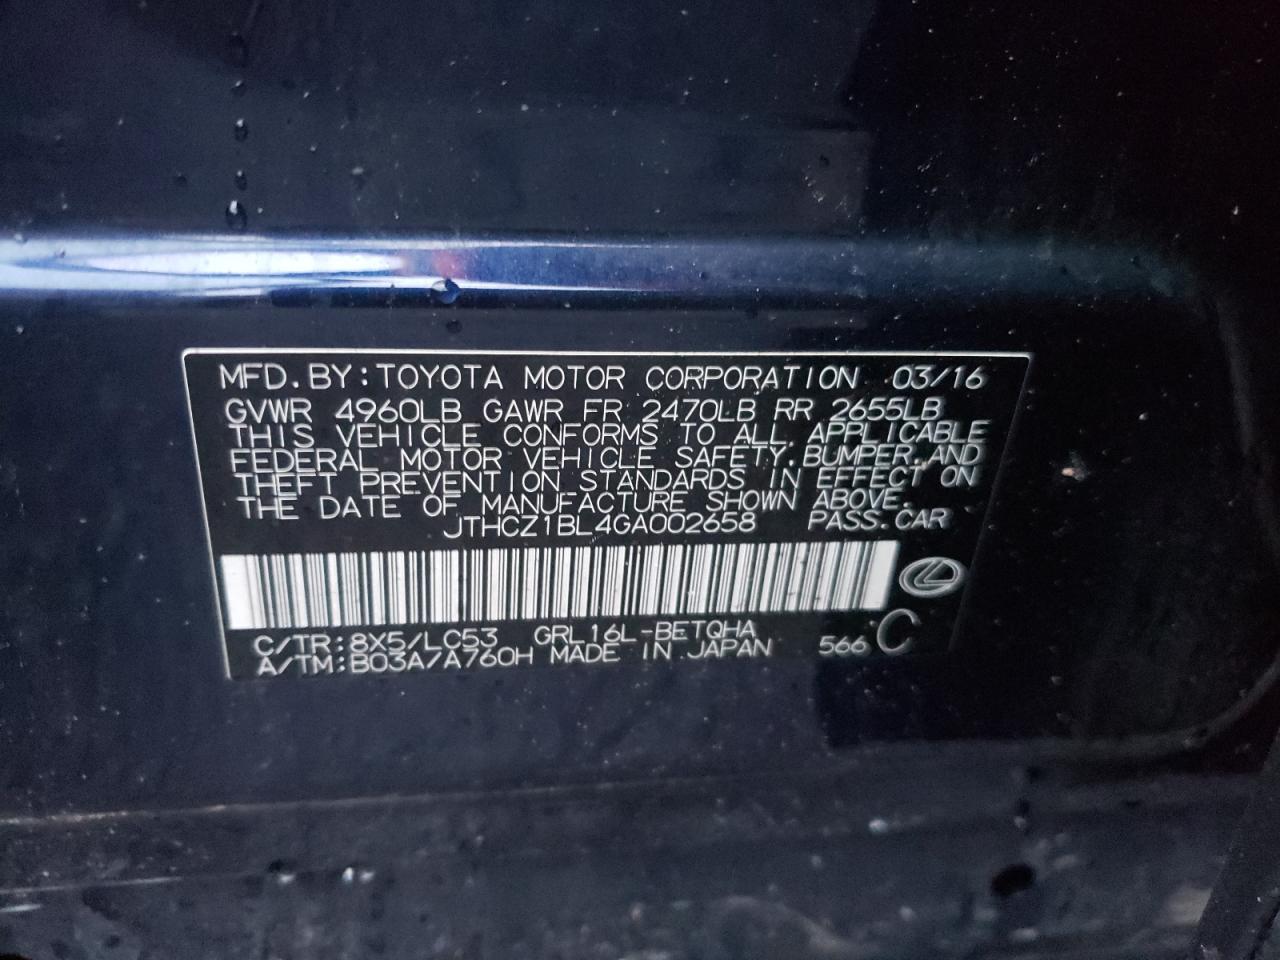 MFD.BY:TOYOTA MOTOR CORPORATION 03/16
GVWR 4960LB GAWR FR 2470LB RR 2655LB
THIS VEHICLE CONFORMS TO ALL APPLICABLE
FEDERAL MOTOR VEHICLE SAFETY,BUMPER,AND
THEFT PREVENTION STANDARDS IN EFFECT ON
THE DATE OF MANUFACTURE SHOWN ABOVE.
JTHCZ1BL4GA002658 PASS.CAR
C/TR:8X5/LC53 GRL16L-BETQHA
A/TM:B03A/A760H MADE IN JAPAN 566 C